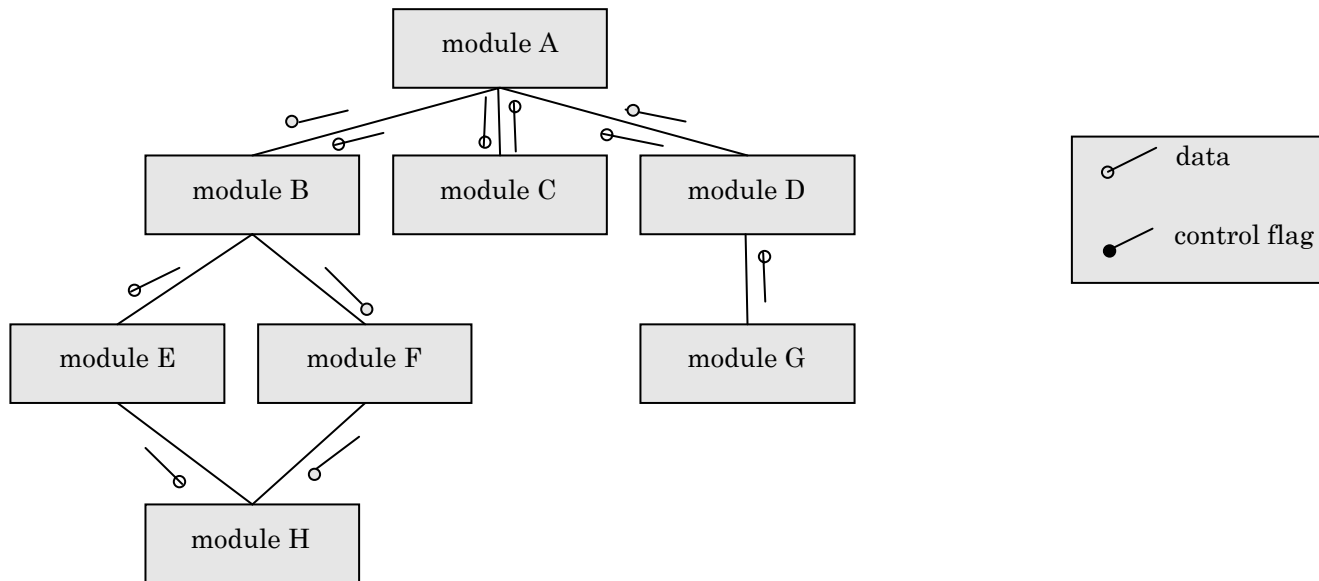 module A
data
module B
module C
module D
control flag
module E
module F
module G
module H